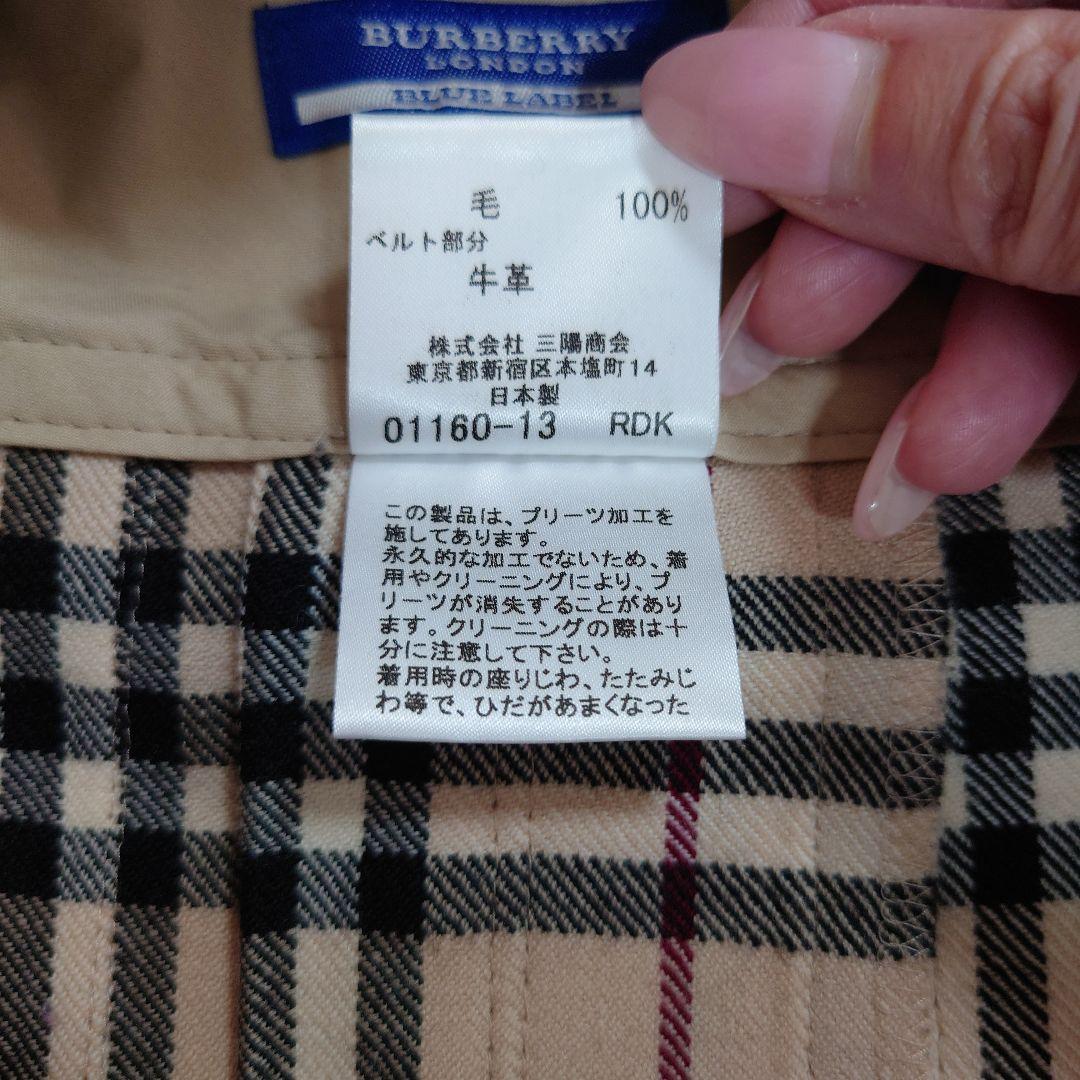 BURBERRY
LONDON
BLUE LABEL
毛 100%
ベルト部分
牛革
株式会社 三陽商会
東京都新宿区本塩町14
日本製
01160-13 RDK
この製品は、プリーツ加工を
施してあります。
永久的な加工でないため、着
用やクリーニングにより、プ
リーツが消失することがあり
ます。クリーニングの際は十
分に注意して下さい。
着用時の座りじわ、たたみじ
わ等で、ひだがあまくなった